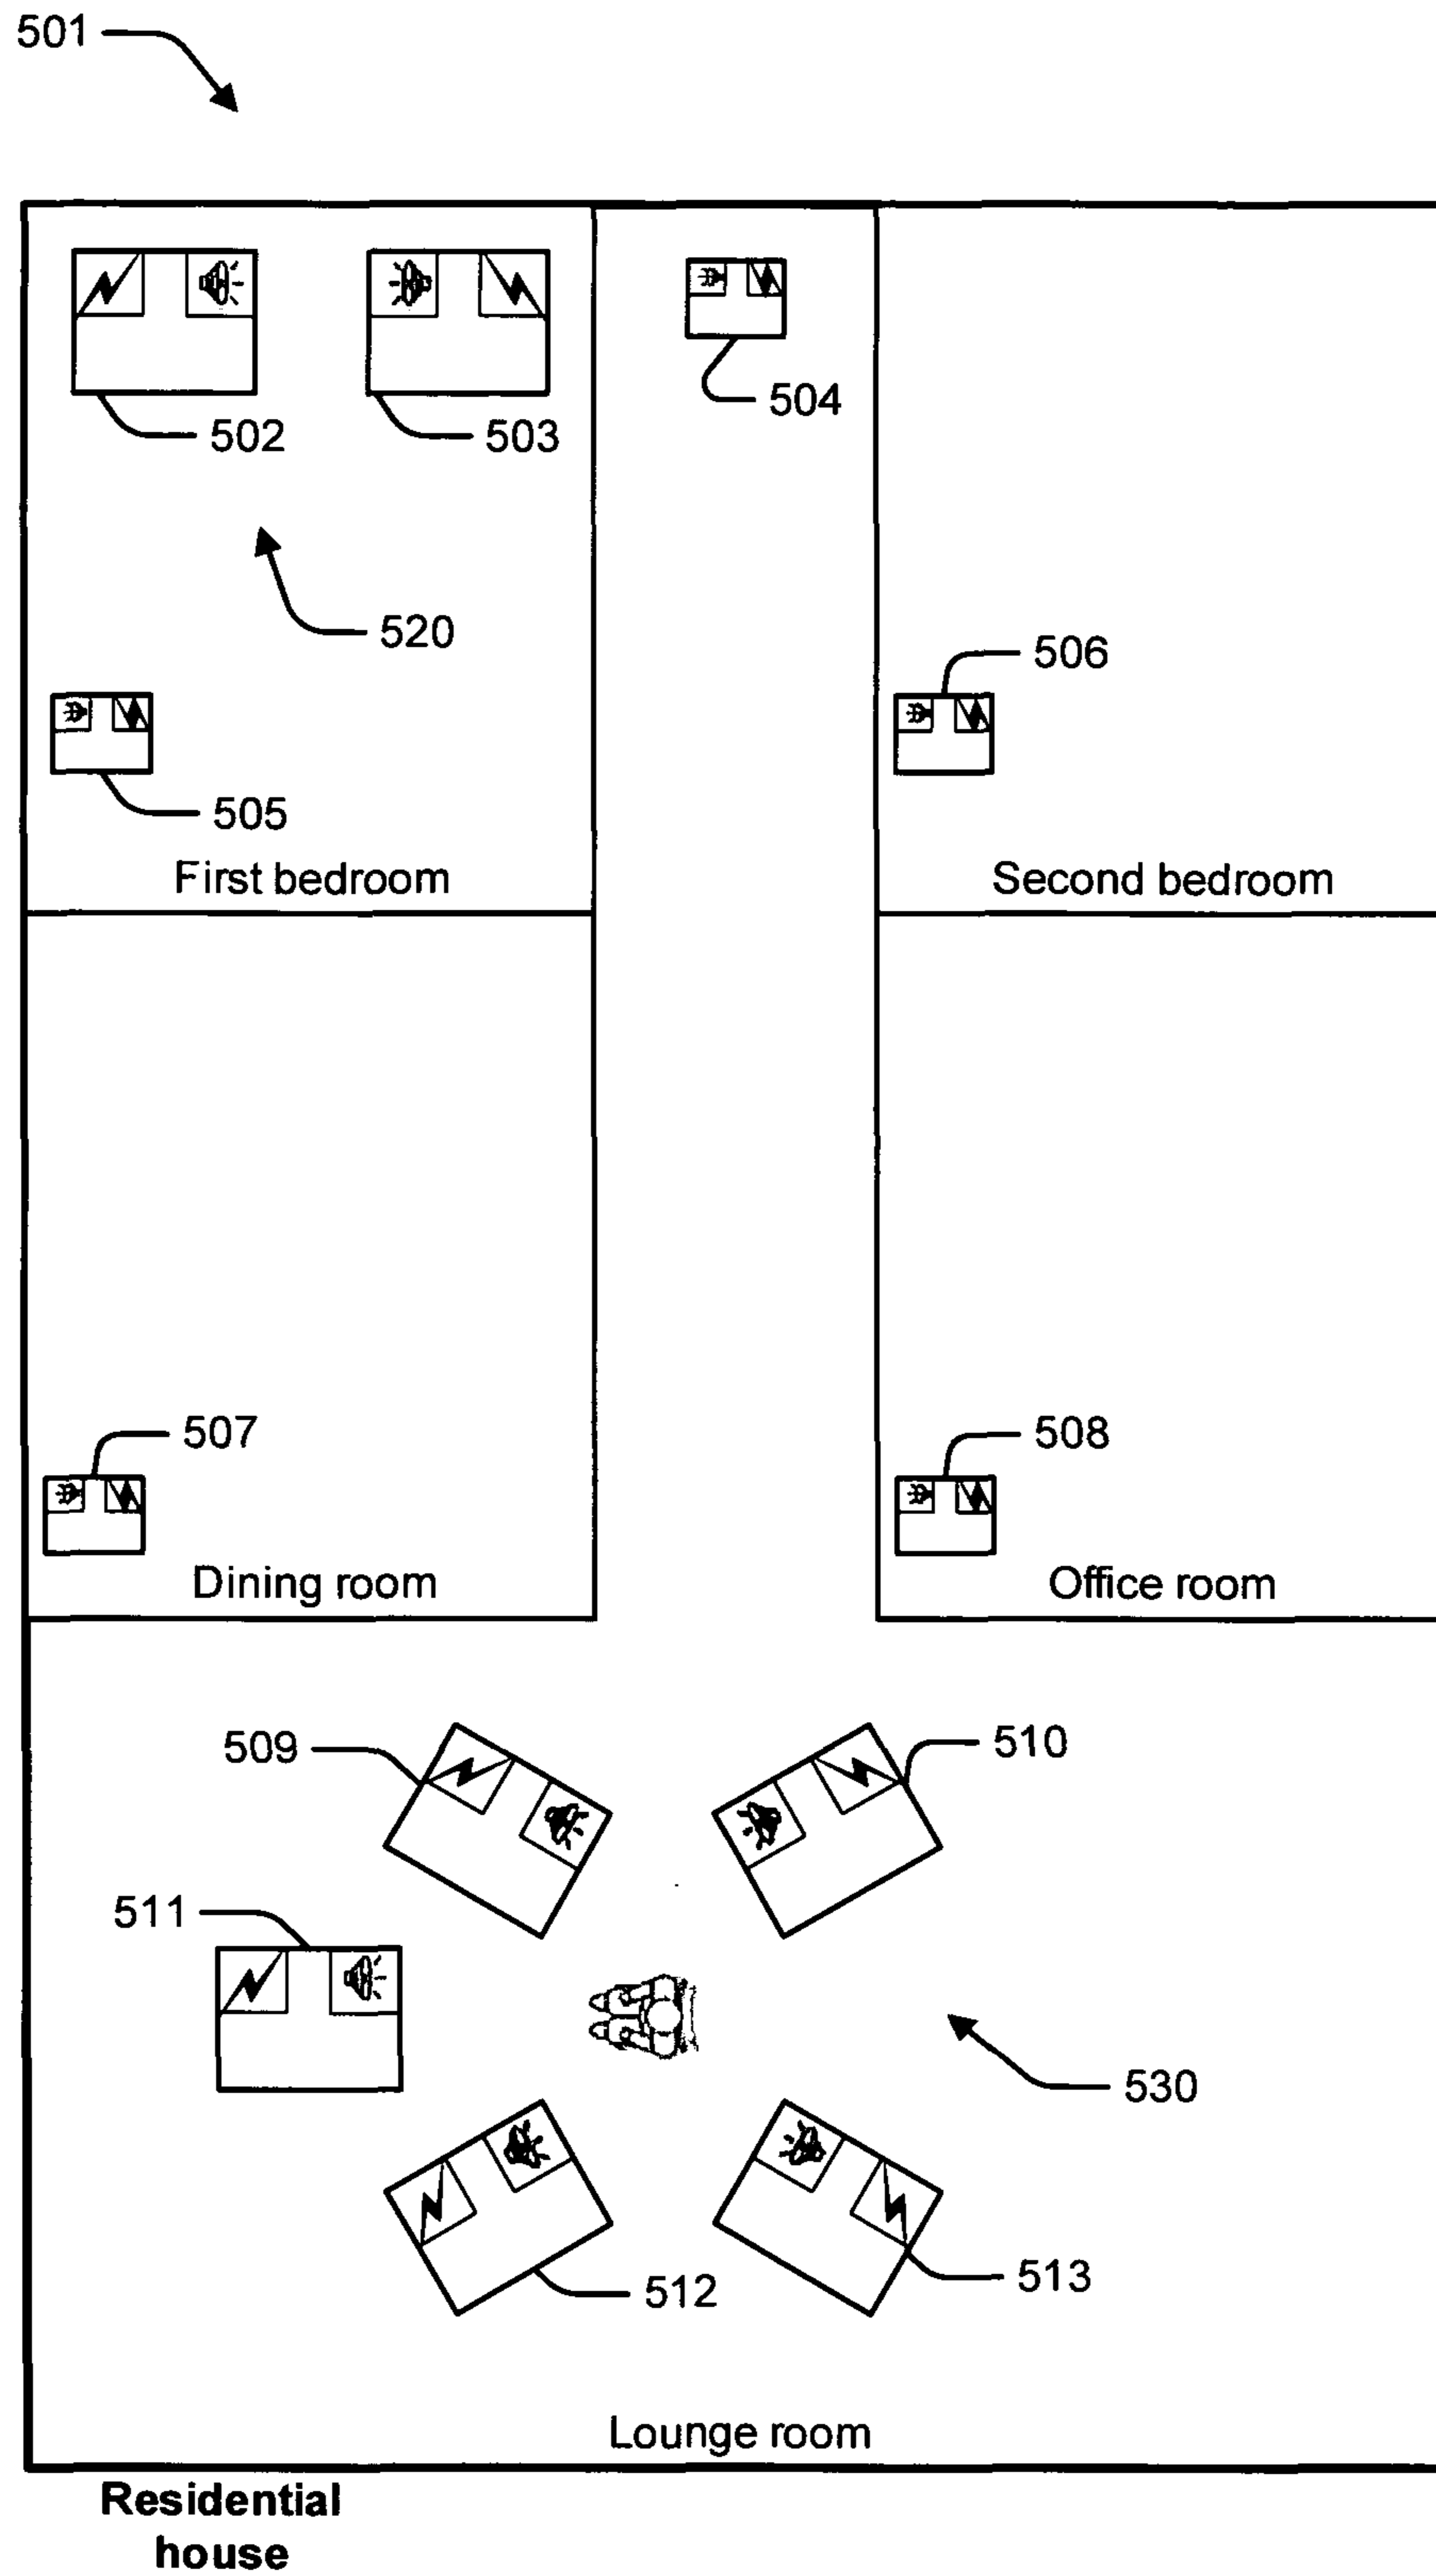 501
502
503
504
520
506
505
First bedroom
Second bedroom
507
508
Dining room
Office room
509
510
511
530
512
513
Lounge room
Residential
house